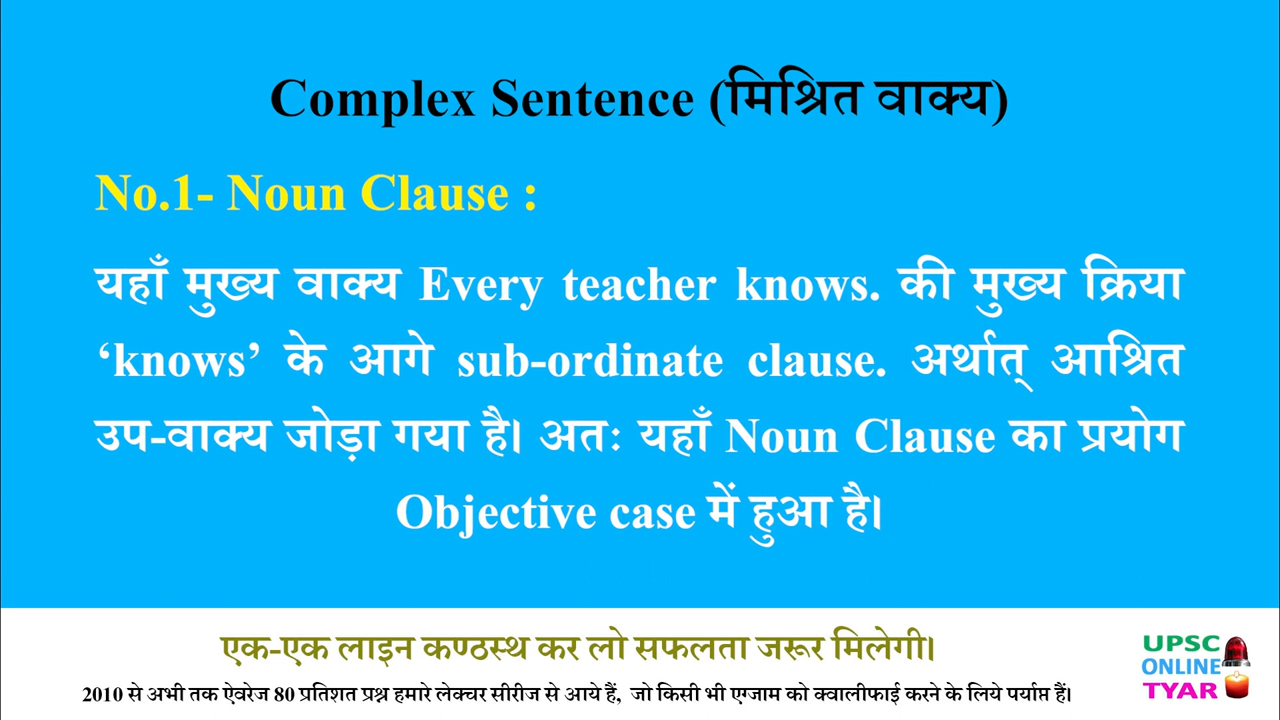 Complex Sentence (मिश्रित वाक्य)
No.1- Noun Clause :
यहाँ मुख्य वाक्य Every teacher knows. की मुख्य क्रिया
‘knows’ के आगे sub-ordinate clause. अर्थात् आश्रित
उप-वाक्य जोड़ा गया है। अतः यहाँ Noun Clause का प्रयोग
Objective case में हुआ है।
एक-एक लाइन कण्ठस्थ कर लो सफलता जरूर मिलेगी।
2010 से अभी तक ऐवरेज 80 प्रतिशत प्रश्न हमारे लेक्चर सीरीज से आये हैं, जो किसी भी एग्जाम को क्वालीफाई करने के लिये पर्याप्त हैं।
UPSC
ONLINE
TYAR